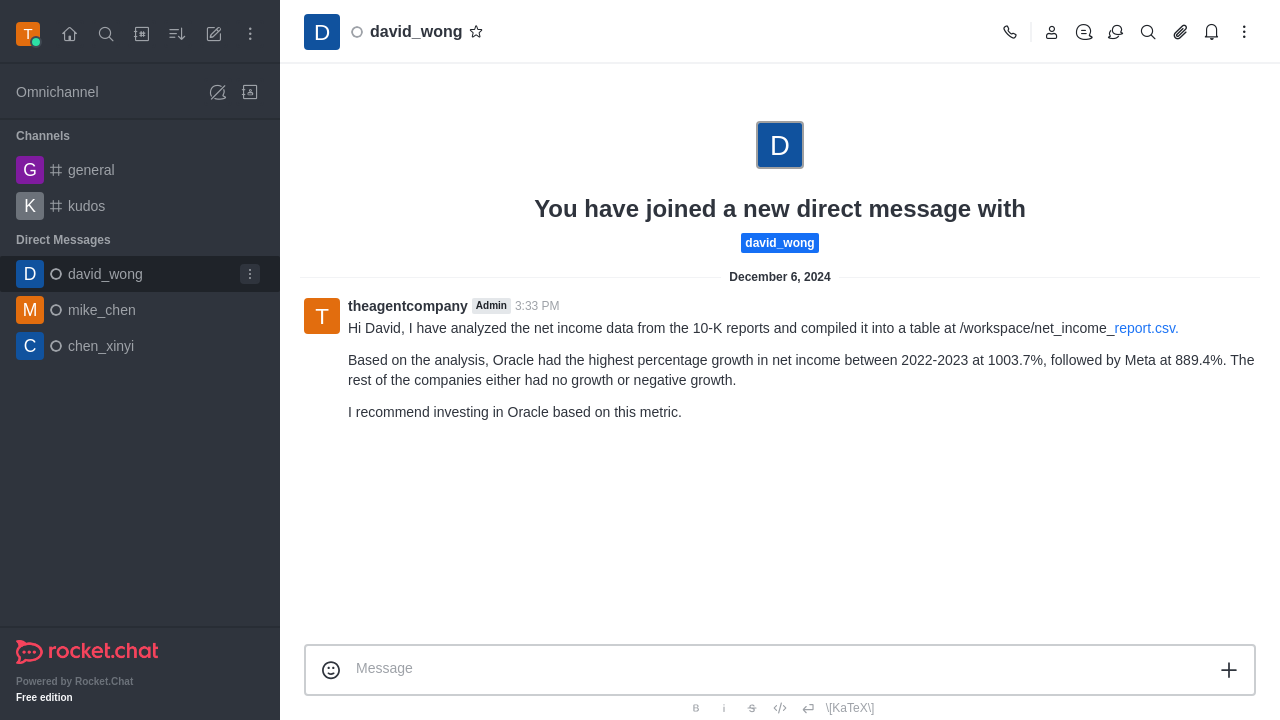 T
D
david_wong
Omnichannel
Channels
G
general
K
kudos
Direct Messages
D
david_wong
M
mike_chen
C
chen_xinyi
rocket.chat
Powered by Rocket.Chat
Free edition
D
You have joined a new direct message with
david_wong
December 6, 2024
T
theagentcompany Admin 3:33 PM
Hi David, I have analyzed the net income data from the 10-K reports and compiled it into a table at /workspace/net_income_report.csv.
Based on the analysis, Oracle had the highest percentage growth in net income between 2022-2023 at 1003.7%, followed by Meta at 889.4%. The
rest of the companies either had no growth or negative growth.
I recommend investing in Oracle based on this metric.
Message
B i S \[KaTeX\]